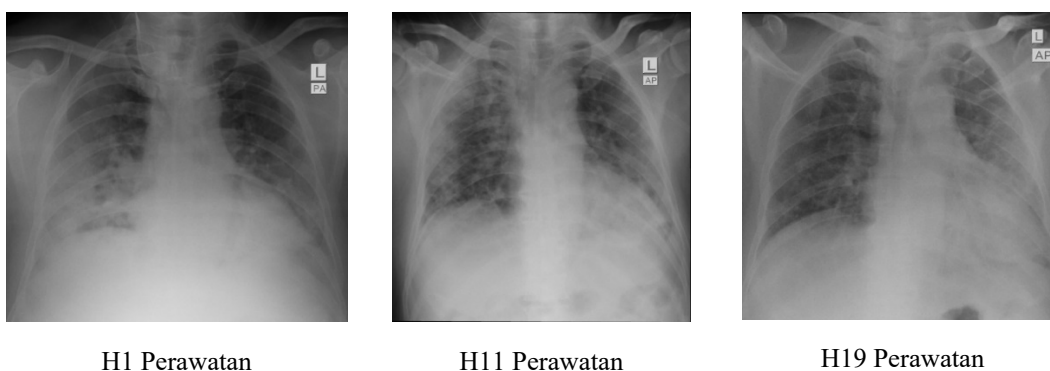 L
PA
L
AP
L
AP
H1 Perawatan
H11 Perawatan
H19 Perawatan